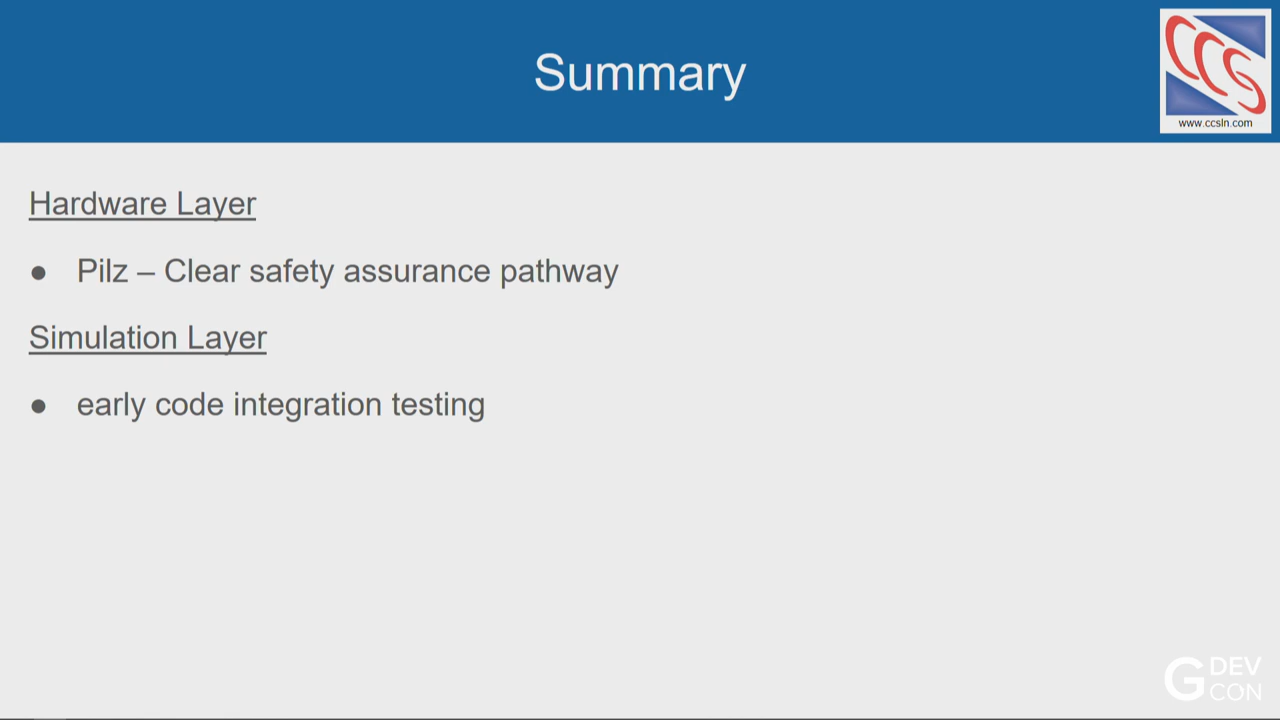 Summary
CCS
www.ccsln.com
Hardware Layer
● Pilz – Clear safety assurance pathway
Simulation Layer
● early code integration testing
G DEV
CON